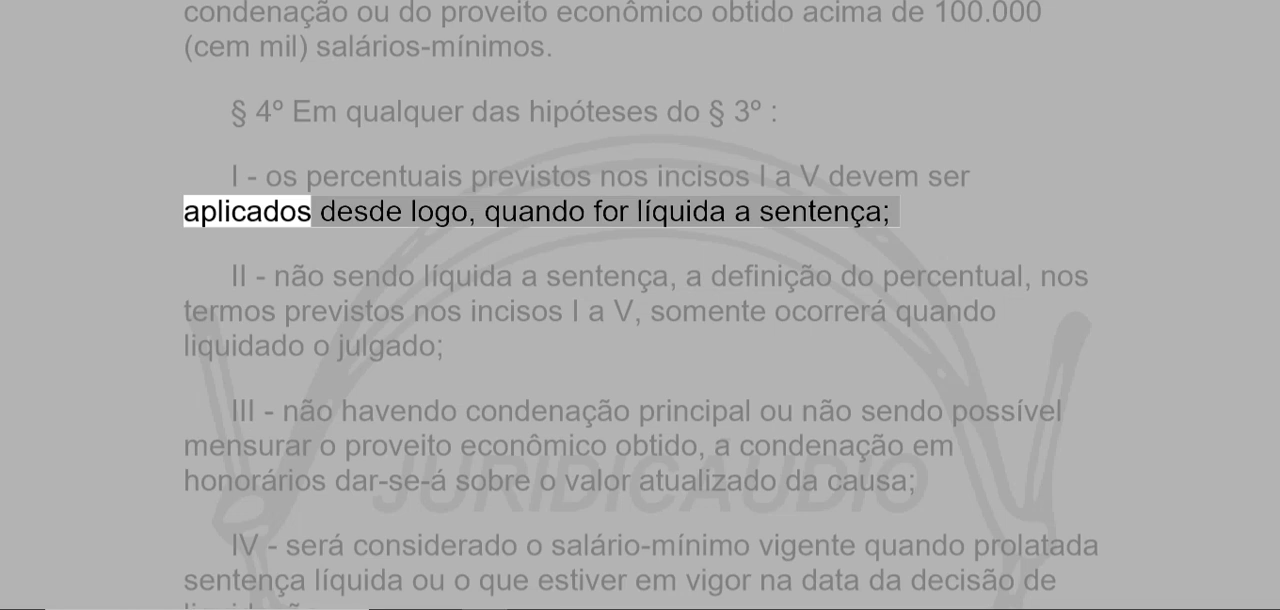 condenação ou do proveito econômico obtido acima de 100.000
(cem mil) salários-mínimos.
§ 4º Em qualquer das hipóteses do § 3º :
I - os percentuais previstos nos incisos I a V devem ser
aplicados desde logo, quando for líquida a sentença;
II - não sendo líquida a sentença, a definição do percentual, nos
termos previstos nos incisos I a V, somente ocorrerá quando
liquidado o julgado;
III - não havendo condenação principal ou não sendo possível
mensurar o proveito econômico obtido, a condenação em
honorários dar-se-á sobre o valor atualizado da causa;
JURIDICÁUDIO
IV - será considerado o salário-mínimo vigente quando prolatada
sentença líquida ou o que estiver em vigor na data da decisão de